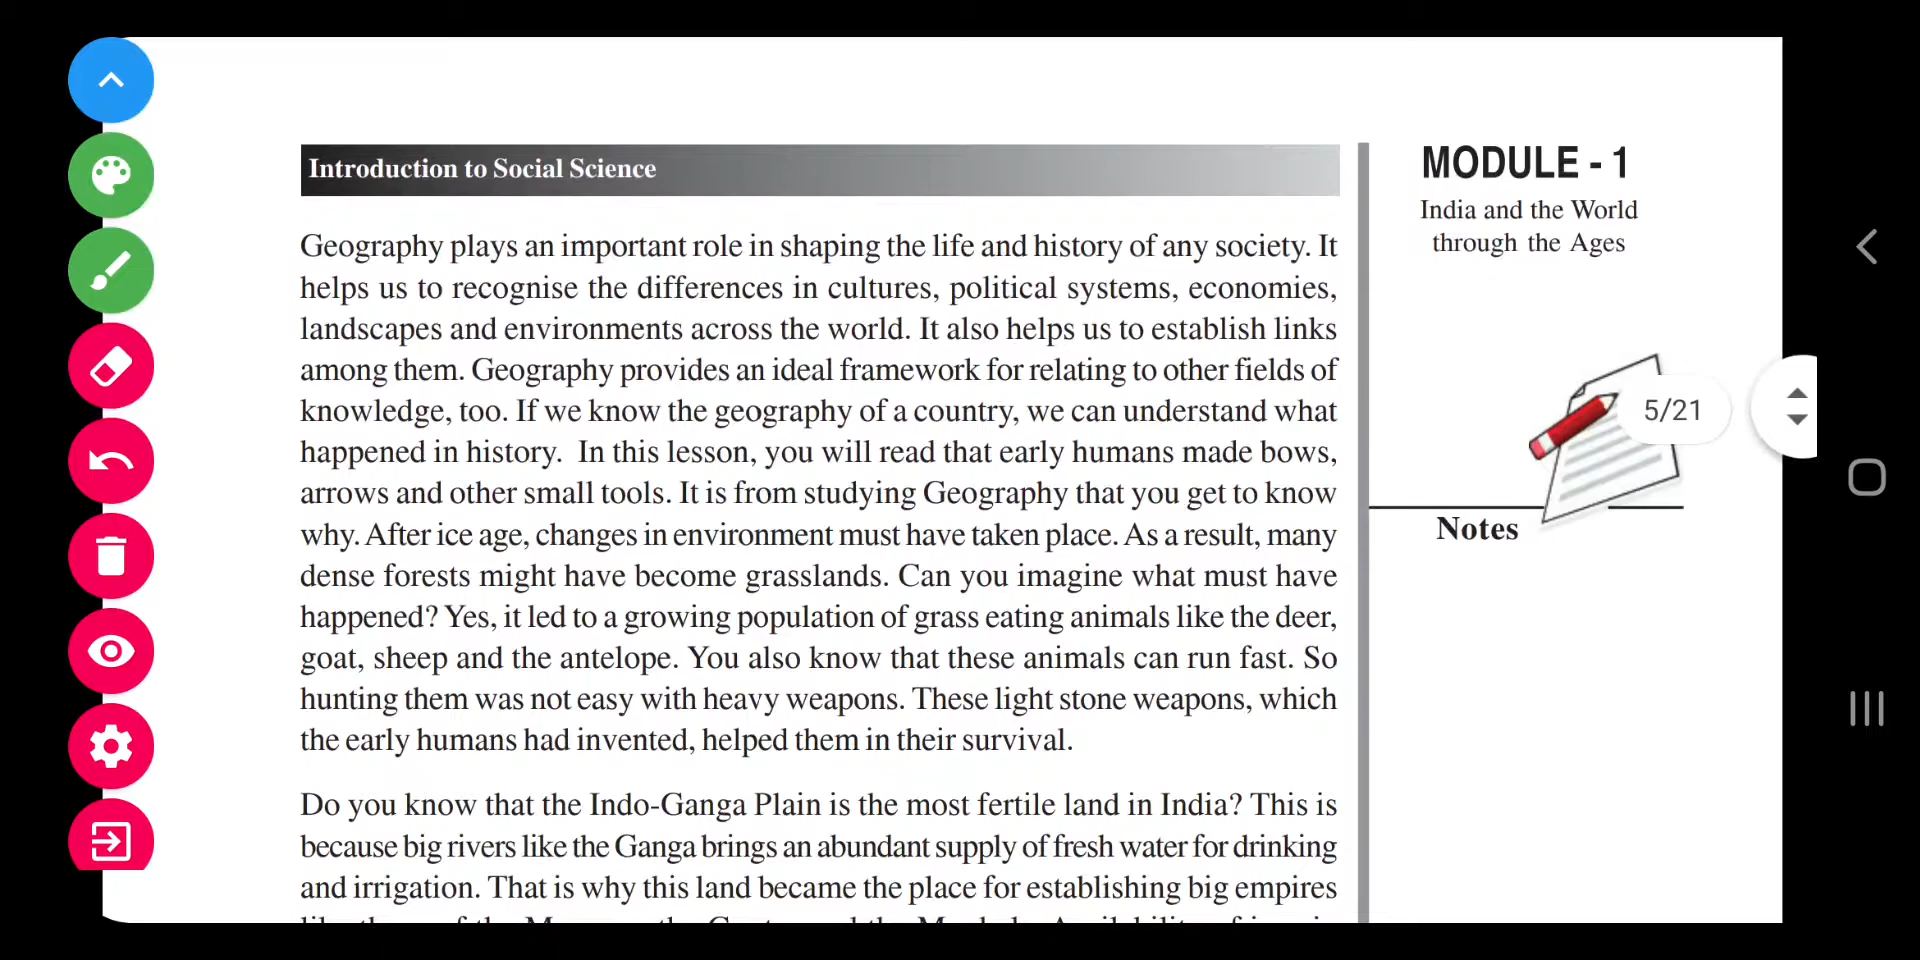 Introduction to Social Science
MODULE - 1
India and the World
through the Ages
Geography plays an important role in shaping the life and history of any society. It
helps us to recognise the differences in cultures, political systems, economies,
landscapes and environments across the world. It also helps us to establish links
among them. Geography provides an ideal framework for relating to other fields of
knowledge, too. If we know the geography of a country, we can understand what
happened in history. In this lesson, you will read that early humans made bows,
arrows and other small tools. It is from studying Geography that you get to know
why. After ice age, changes in environment must have taken place. As a result, many
dense forests might have become grasslands. Can you imagine what must have
happened? Yes, it led to a growing population of grass eating animals like the deer,
goat, sheep and the antelope. You also know that these animals can run fast. So
hunting them was not easy with heavy weapons. These light stone weapons, which
the early humans had invented, helped them in their survival.
Do you know that the Indo-Ganga Plain is the most fertile land in India? This is
because big rivers like the Ganga brings an abundant supply of fresh water for drinking
and irrigation. That is why this land became the place for establishing big empires
5/21
Notes